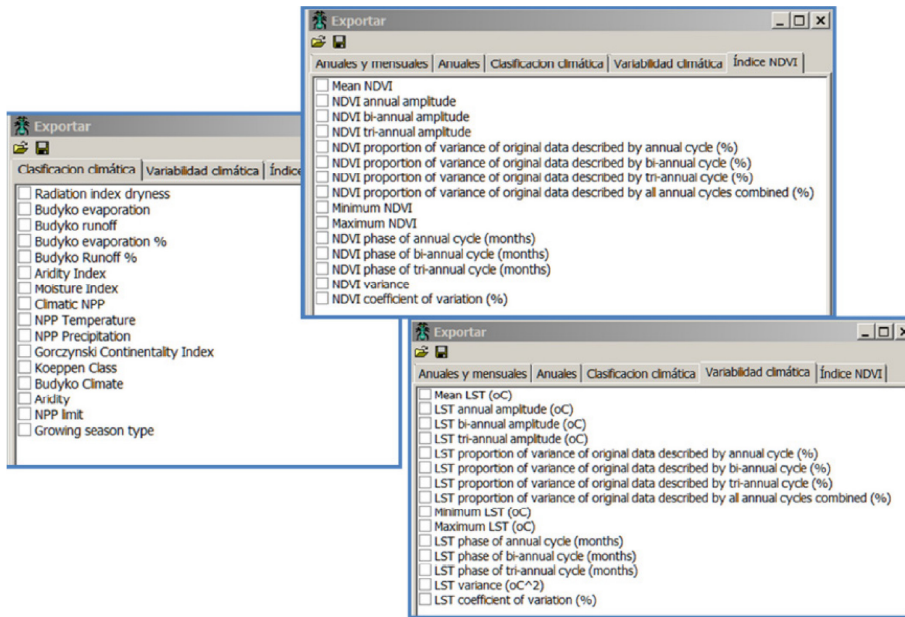 Exportar
Anuales y mensuales Anuales Clasificacion climática Variabilidad climática Índice NDVI
Mean NDVI
NDVI annual amplitude
NDVI bi-annual amplitude
NDVI tri-annual amplitude
NDVI proportion of variance of original data described by annual cycle (%)
NDVI proportion of variance of original data described by bi-annual cycle (%)
NDVI proportion of variance of original data described by tri-annual cycle (%)
NDVI proportion of variance of original data described by all annual cycles combined (%)
Minimum NDVI
Maximum NDVI
NDVI phase of annual cycle (months)
NDVI phase of bi-annual cycle (months)
NDVI phase of tri-annual cycle (months)
NDVI variance
NDVI coefficient of variation (%)
Exportar
Clasificacion climática Variabilidad climática Índice
Radiation index dryness
Budyko evaporation
Budyko runoff
Budyko evaporation %
Budyko Runoff %
Aridity Index
Moisture Index
Climatic NPP
NPP Temperature
NPP Precipitation
Gorczynski Continentality Index
Koeppen Class
Budyko Climate
Aridity
NPP limit
Growing season type
Exportar
Anuales y mensuales Anuales Clasificacion climática Variabilidad climática Índice NDVI
Mean LST (oC)
LST annual amplitude (oC)
LST bi-annual amplitude (oC)
LST tri-annual amplitude (oC)
LST proportion of variance of original data described by annual cycle (%)
LST proportion of variance of original data described by bi-annual cycle (%)
LST proportion of variance of original data described by tri-annual cycle (%)
LST proportion of variance of original data described by all annual cycles combined (%)
Minimum LST (oC)
Maximum LST (oC)
LST phase of annual cycle (months)
LST phase of bi-annual cycle (months)
LST phase of tri-annual cycle (months)
LST variance (oC^2)
LST coefficient of variation (%)